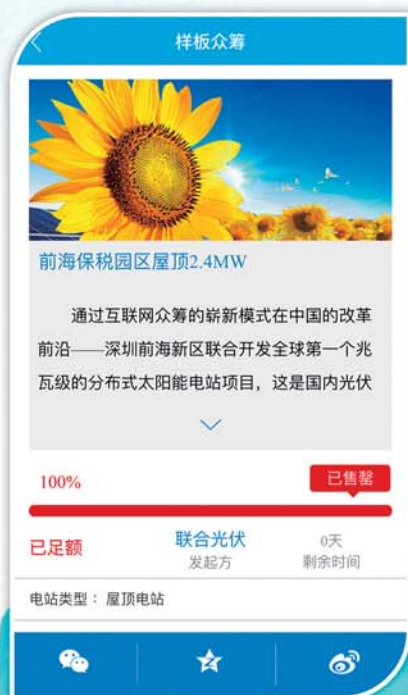 样板众筹
前海保税园区屋顶2.4MW
通过互联网众筹的崭新模式在中国的改革
前沿——深圳前海新区联合开发全球第一个兆
瓦级的分布式太阳能电站项目，这是国内光伏
100%
已售罄
已足额
联合光伏
发起方
0天
剩余时间
电站类型：屋顶电站